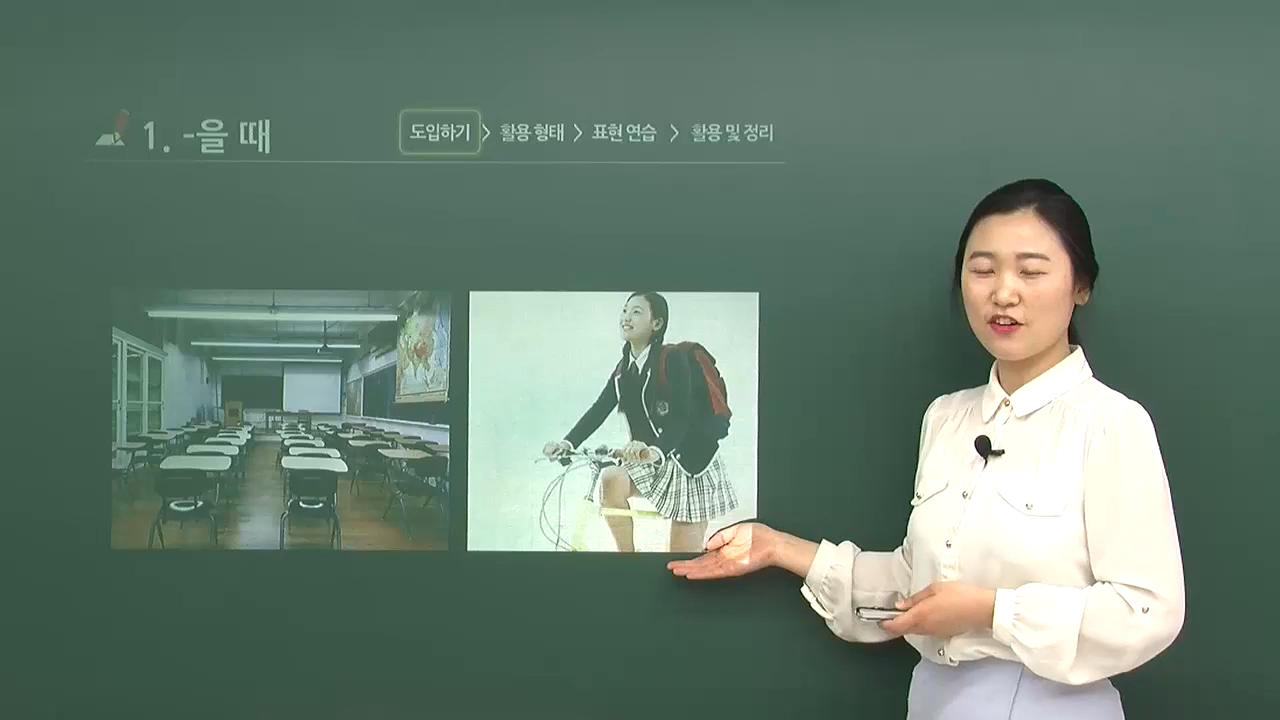 1. -을 때
도입하기 > 활용 형태 > 표현 연습 > 활용 및 정리